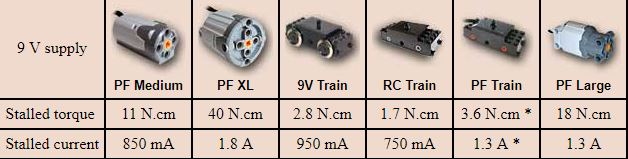 9 V supply PF Medium PF XL 9V Train RC Train PF Train PF Large
Stalled torque 11 N.cm 40 N.cm 2.8 N.cm 1.7 N.cm 3.6 N.cm * 18 N.cm
Stalled current 850 mA 1.8 A 950 mA 750 mA 1.3 A * 1.3 A